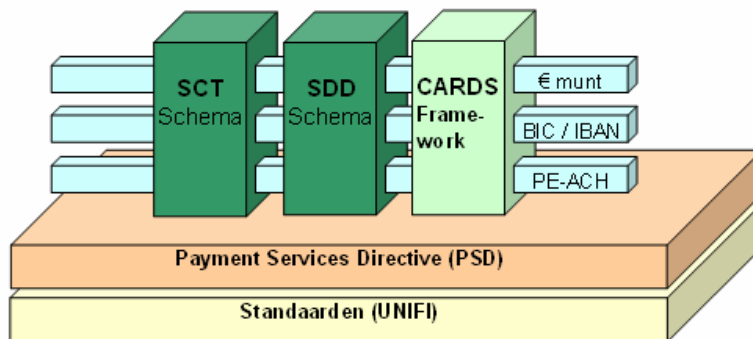 SCT
Schema
SDD
Schema
CARDS
Frame-
work
€ munt
BIC / IBAN
PE-ACH
Payment Services Directive (PSD)
Standaarden (UNIFI)